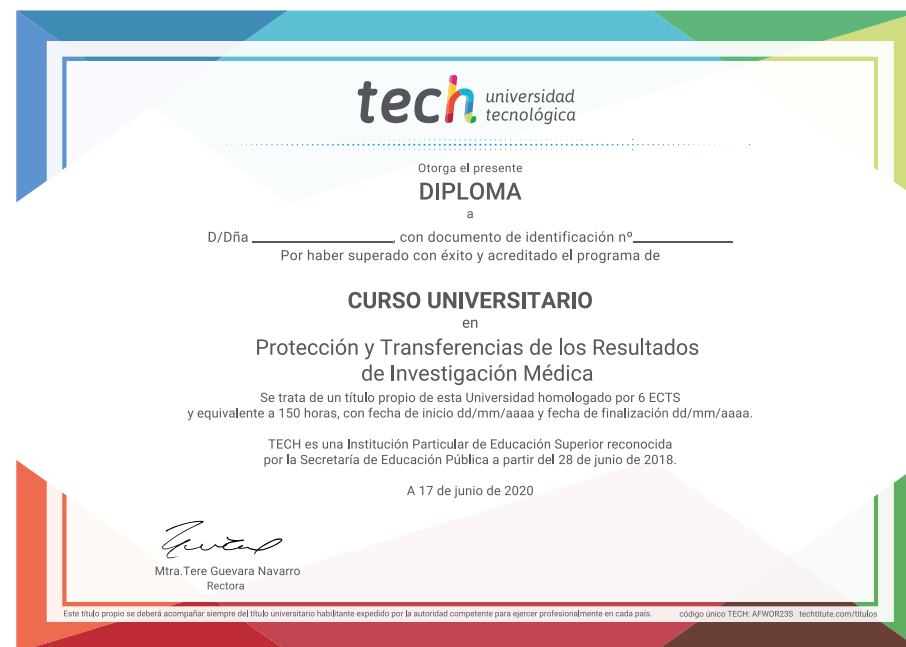 tech universidad
tecnológica
Otorga el presente
DIPLOMA
a
D/Dña ____________________, con documento de identificación nº______________
Por haber superado con éxito y acreditado el programa de
CURSO UNIVERSITARIO
en
Protección y Transferencias de los Resultados
de Investigación Médica
Se trata de un título propio de esta Universidad homologado por 6 ECTS
y equivalente a 150 horas, con fecha de inicio dd/mm/aaaa y fecha de finalización dd/mm/aaaa.
TECH es una Institución Particular de Educación Superior reconocida
por la Secretaría de Educación Pública a partir del 28 de junio de 2018.
A 17 de junio de 2020
Mtra.Tere Guevara Navarro
Rectora
Este título propio se deberá acompañar siempre del título universitario habilitante expedido por la autoridad competente para ejercer profesionalmente en cada país. código único TECH: AFWOR23S techtitute.com/titulos